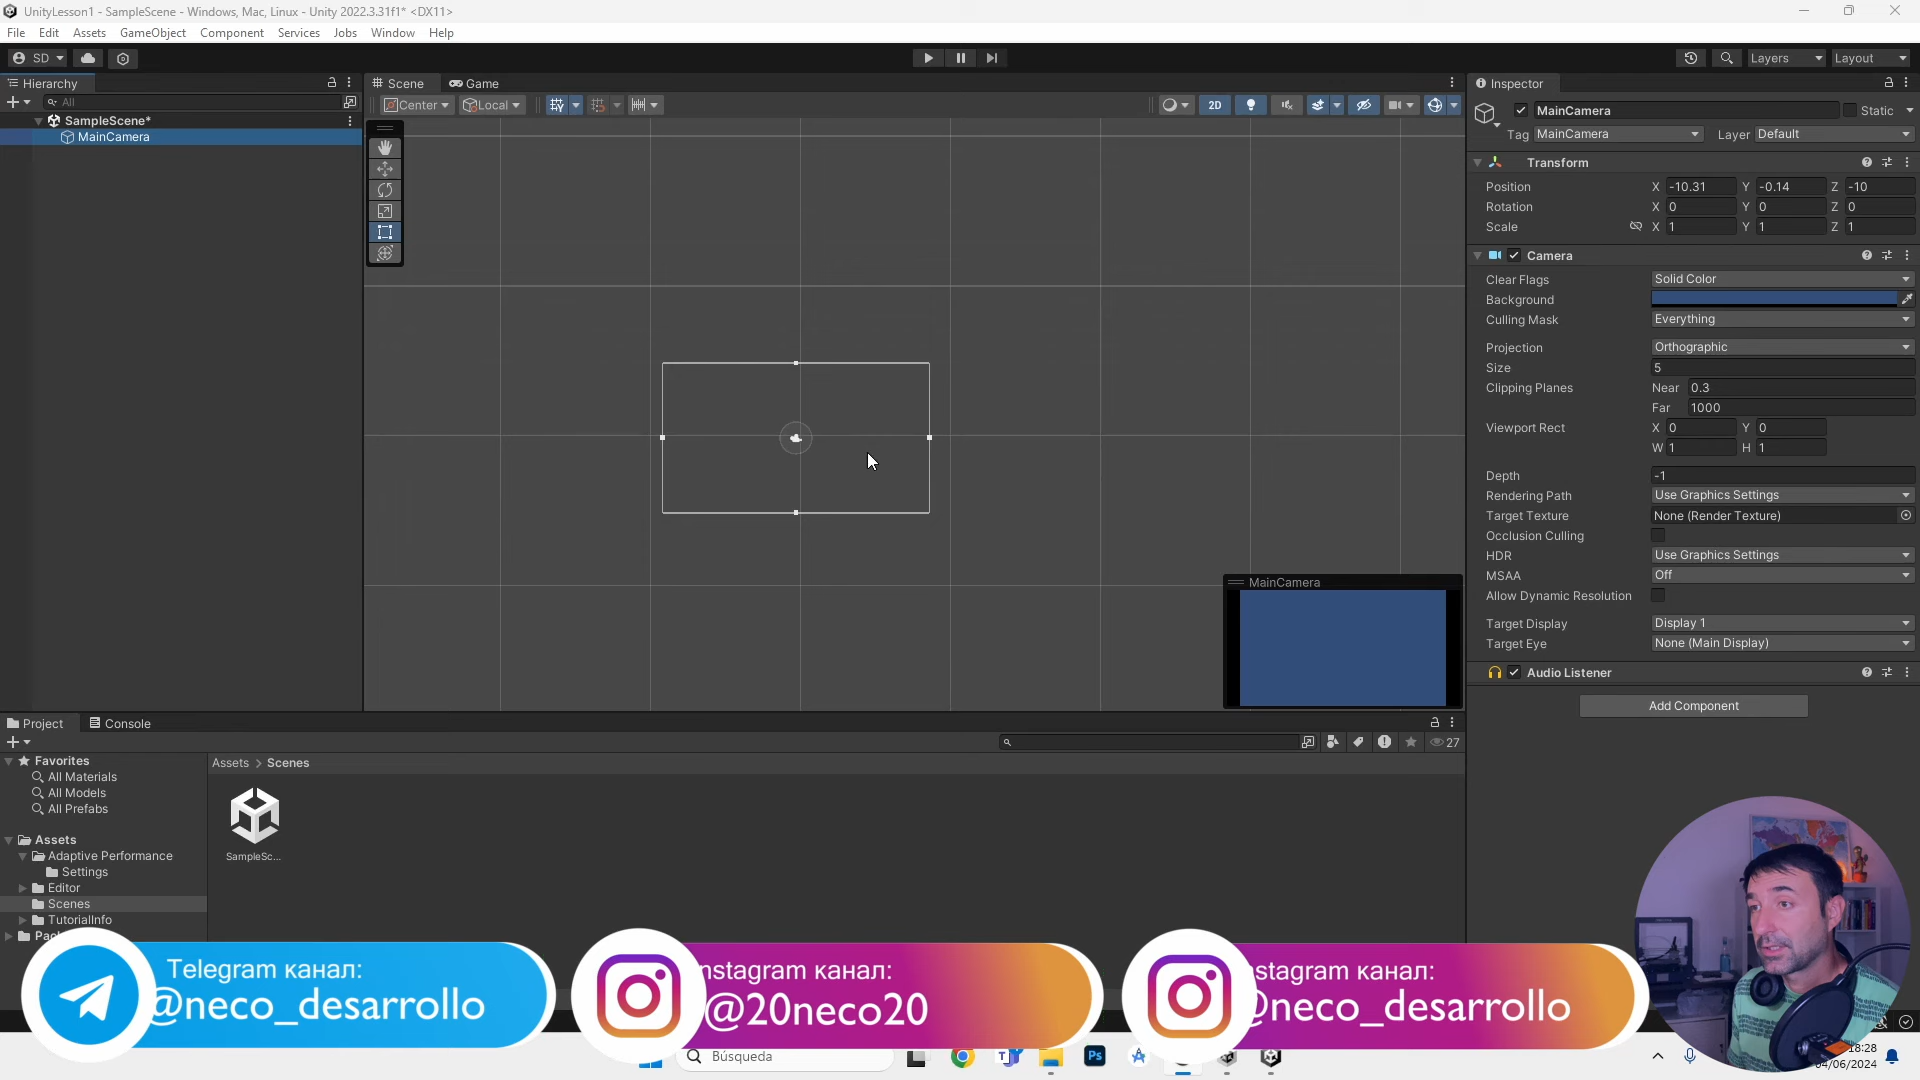 UnityLesson1 - SampleScene - Windows, Mac, Linux - Unity 2022.3.31f1* <DX11>
File Edit Assets GameObject Component Services Jobs Window Help
SD Layers Layout
Hierarchy
All
SampleScene*
MainCamera
Scene Game
Center Local 2D
MainCamera
Inspector
MainCamera Static
Tag MainCamera Layer Default
Transform
Position X -10.31 Y -0.14 Z -10
Rotation X 0 Y 0 Z 0
Scale X 1 Y 1 Z 1
Camera
Clear Flags Solid Color
Background
Culling Mask Everything
Projection Orthographic
Size 5
Clipping Planes Near 0.3
Far 1000
Viewport Rect X 0 Y 0
W 1 H 1
Depth -1
Rendering Path Use Graphics Settings
Target Texture None (Render Texture)
Occlusion Culling
HDR Use Graphics Settings
MSAA Off
Allow Dynamic Resolution
Target Display Display 1
Target Eye None (Main Display)
Audio Listener
Add Component
Project Console
27
Favorites
All Materials
All Models
All Prefabs
Assets
Adaptive Performance
Settings
Editor
Scenes
TutorialInfo
Pac
Assets > Scenes
SampleSc...
Telegram канал:
@neco_desarrollo
nstagram канал:
@20neco20
stagram канал:
@neco_desarrollo
Búsqueda
Ps
18:28
04/06/2024